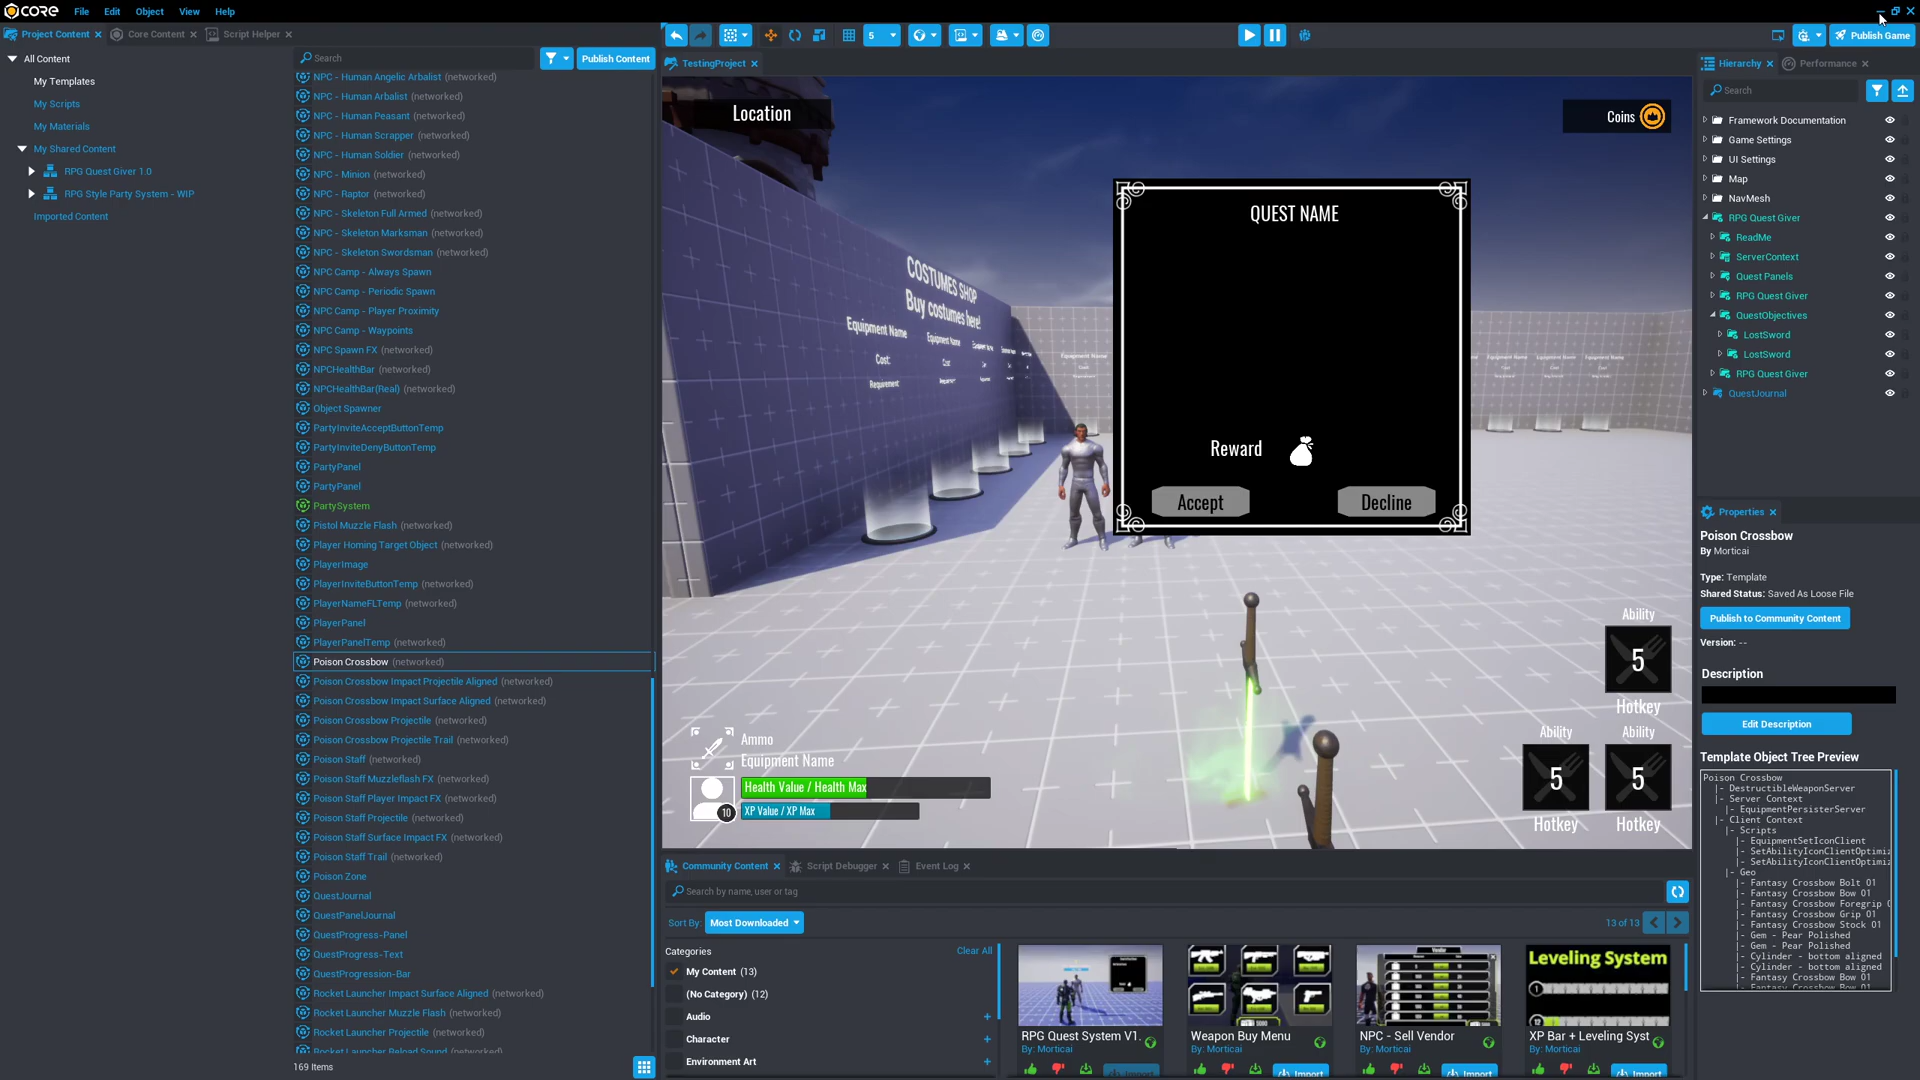 CORE File Edit Object View Help
Project Content Core Content Script Helper
5
Publish Game
All Content
My Templates
My Scripts
My Materials
My Shared Content
RPG Quest Giver 1.0
RPG Style Party System - WIP
Imported Content
Search
Publish Content
NPC - Human Angelic Arbalist (networked)
NPC - Human Arbalist (networked)
NPC - Human Peasant (networked)
NPC - Human Scrapper (networked)
NPC - Human Soldier (networked)
NPC - Minion (networked)
NPC - Raptor (networked)
NPC - Skeleton Full Armed (networked)
NPC - Skeleton Marksman (networked)
NPC - Skeleton Swordsman (networked)
NPC Camp - Always Spawn
NPC Camp - Periodic Spawn
NPC Camp - Player Proximity
NPC Camp - Waypoints
NPC Spawn FX (networked)
NPCHealthBar (networked)
NPCHealthBar(Real) (networked)
Object Spawner
PartyInviteAcceptButtonTemp
PartyInviteDenyButtonTemp
PartyPanel
PartyPanel
PartySystem
Pistol Muzzle Flash (networked)
Player Homing Target Object (networked)
PlayerImage
PlayerInviteButtonTemp (networked)
PlayerNameFLTemp (networked)
PlayerPanel
PlayerPanelTemp (networked)
Poison Crossbow (networked)
Poison Crossbow Impact Projectile Aligned (networked)
Poison Crossbow Impact Surface Aligned (networked)
Poison Crossbow Projectile (networked)
Poison Crossbow Projectile Trail (networked)
Poison Staff (networked)
Poison Staff Muzzleflash FX (networked)
Poison Staff Player Impact FX (networked)
Poison Staff Projectile (networked)
Poison Staff Surface Impact FX (networked)
Poison Staff Trail (networked)
Poison Zone
QuestJournal
QuestPanelJournal
QuestProgress-Panel
QuestProgress-Text
QuestProgression-Bar
Rocket Launcher Impact Surface Aligned (networked)
Rocket Launcher Muzzle Flash (networked)
Rocket Launcher Projectile (networked)
Rocket Launcher Reload Sound (networked)
169 Items
TestingProject
Location
Coins
COSTUMES SHOP
Buy costumes here!
Equipment Name
Cost:
Requirement
Equipment Name
QUEST NAME
Reward
Accept
Decline
Ammo
Equipment Name
Health Value / Health Max
XP Value / XP Max
10
Ability
5
Hotkey
Ability Ability
5 5
Hotkey Hotkey
Community Content Script Debugger Event Log
Search by name, user or tag
Sort By: Most Downloaded
13 of 13
Categories Clear All
My Content (13)
(No Category) (12)
Audio
Character
Environment Art
RPG Quest System V1.
By: Morticai
Import
Weapon Buy Menu
By: Morticai
Import
Vendor
NPC - Sell Vendor
By: Morticai
Import
Leveling System
XP Bar + Leveling Syst
By: Morticai
Import
Hierarchy Performance
Search
Framework Documentation
Game Settings
UI Settings
Map
NavMesh
RPG Quest Giver
ReadMe
ServerContext
Quest Panels
RPG Quest Giver
QuestObjectives
LostSword
LostSword
RPG Quest Giver
QuestJournal
Properties
Poison Crossbow
By Morticai
Type: Template
Shared Status: Saved As Loose File
Publish to Community Content
Version: --
Description
Edit Description
Template Object Tree Preview
Poison Crossbow
|- DestructibleWeaponServer
|- Server Context
|- EquipmentPersisterServer
|- Client Context
|- Scripts
|- EquipmentSetIconClient
|- SetAbilityIconClientOptimiz
|- SetAbilityIconClientOptimiz
|- Geo
|- Fantasy Crossbow Bolt 01
|- Fantasy Crossbow Bow 01
|- Fantasy Crossbow Foregrip 0
|- Fantasy Crossbow Grip 01
|- Fantasy Crossbow Stock 01
|- Gem - Pear Polished
|- Gem - Pear Polished
|- Cylinder - bottom aligned
|- Cylinder - bottom aligned
|- Fantasy Crossbow Bow 01
|- Fantasy Crossbow Bow 01